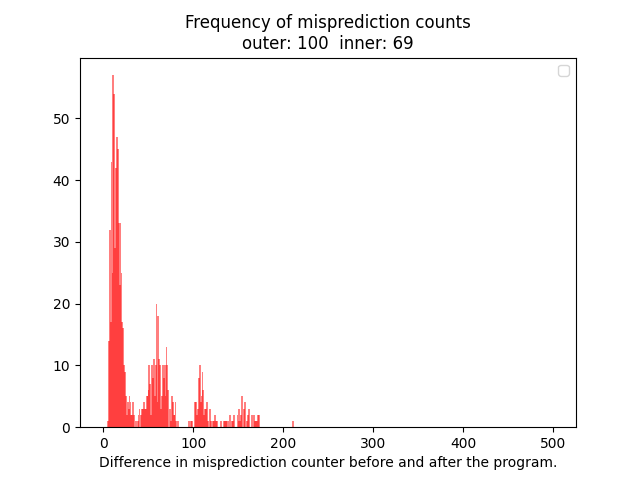 Frequency of misprediction counts
outer: 100 inner: 69
50
40
30
20
10
0
0 100 200 300 400 500
Difference in misprediction counter before and after the program.